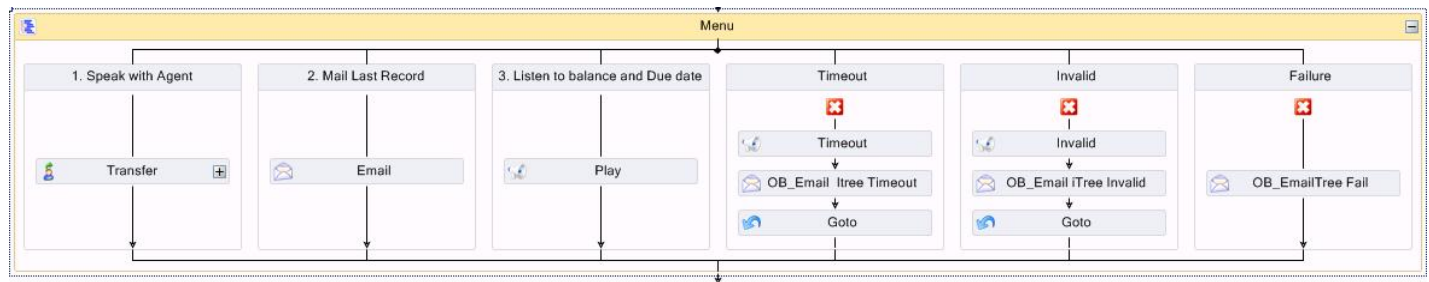 Menu
1. Speak with Agent
2. Mail Last Record
3. Listen to balance and Due date
Timeout
Invalid
Failure
Transfer
Email
Play
Timeout
OB_Email Itree Timeout
Goto
Invalid
OB_Email iTree Invalid
Goto
OB_EmailTree Fail